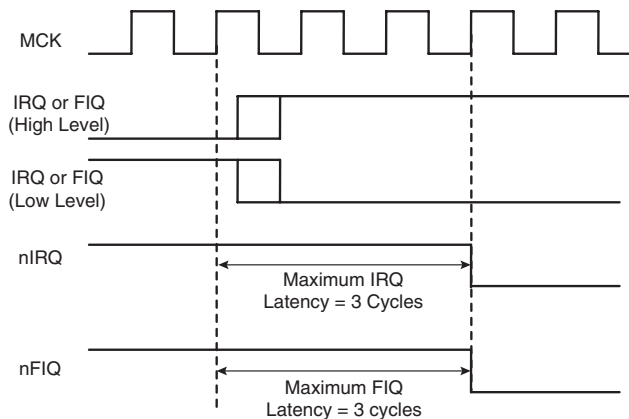 MCK
IRQ or FIQ
(High Level)
IRQ or FIQ
(Low Level)
nIRQ
Maximum IRQ
Latency = 3 Cycles
nFIQ
Maximum FIQ
Latency = 3 cycles